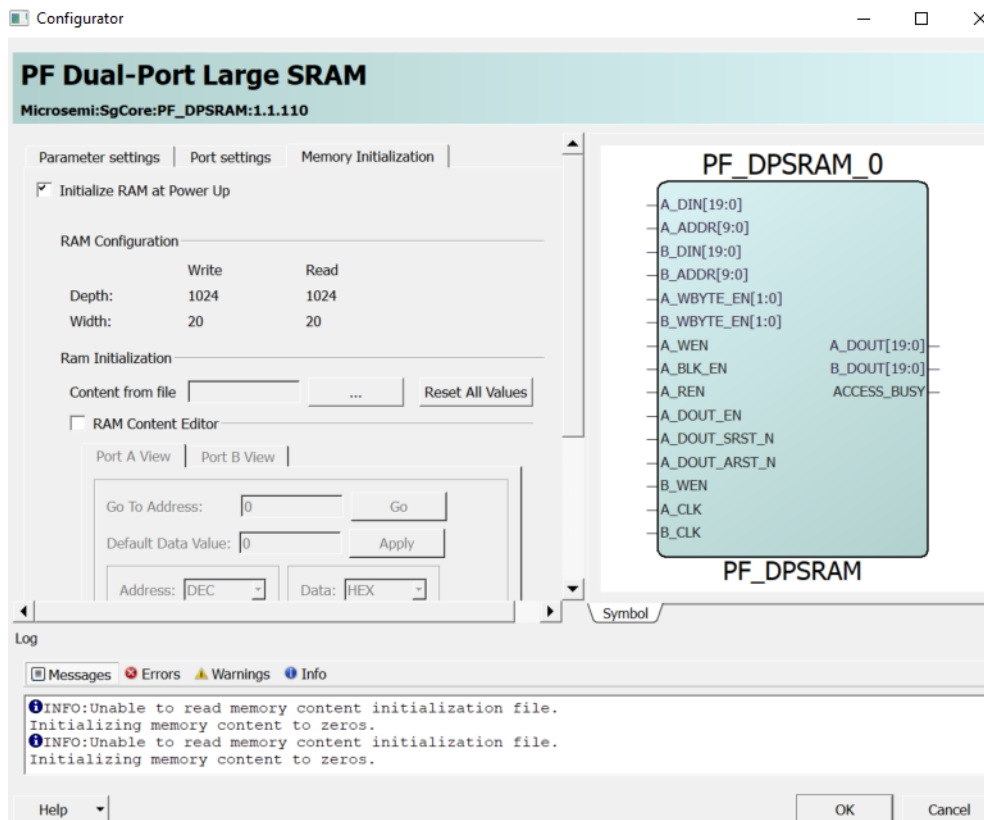 Configurator
PF Dual-Port Large SRAM
Microsemi:SgCore:PF_DPSRAM:1.1.110
Parameter settings Port settings Memory Initialization
Initialize RAM at Power Up
RAM Configuration
Write Read
Depth: 1024 1024
Width: 20 20
Ram Initialization
Content from file ... Reset All Values
RAM Content Editor
Port A View Port B View
Go To Address: 0 Go
Default Data Value: 0 Apply
Address: DEC Data: HEX
PF_DPSRAM_0
A_DIN[19:0]
A_ADDR[9:0]
B_DIN[19:0]
B_ADDR[9:0]
A_WBYTE_EN[1:0]
B_WBYTE_EN[1:0]
A_WEN A_DOUT[19:0]
A_BLK_EN B_DOUT[19:0]
A_REN ACCESS_BUSY
A_DOUT_EN
A_DOUT_SRST_N
A_DOUT_ARST_N
B_WEN
A_CLK
B_CLK
PF_DPSRAM
Symbol
Log
Messages Errors Warnings Info
INFO:Unable to read memory content initialization file.
Initializing memory content to zeros.
INFO:Unable to read memory content initialization file.
Initializing memory content to zeros.
Help OK Cancel